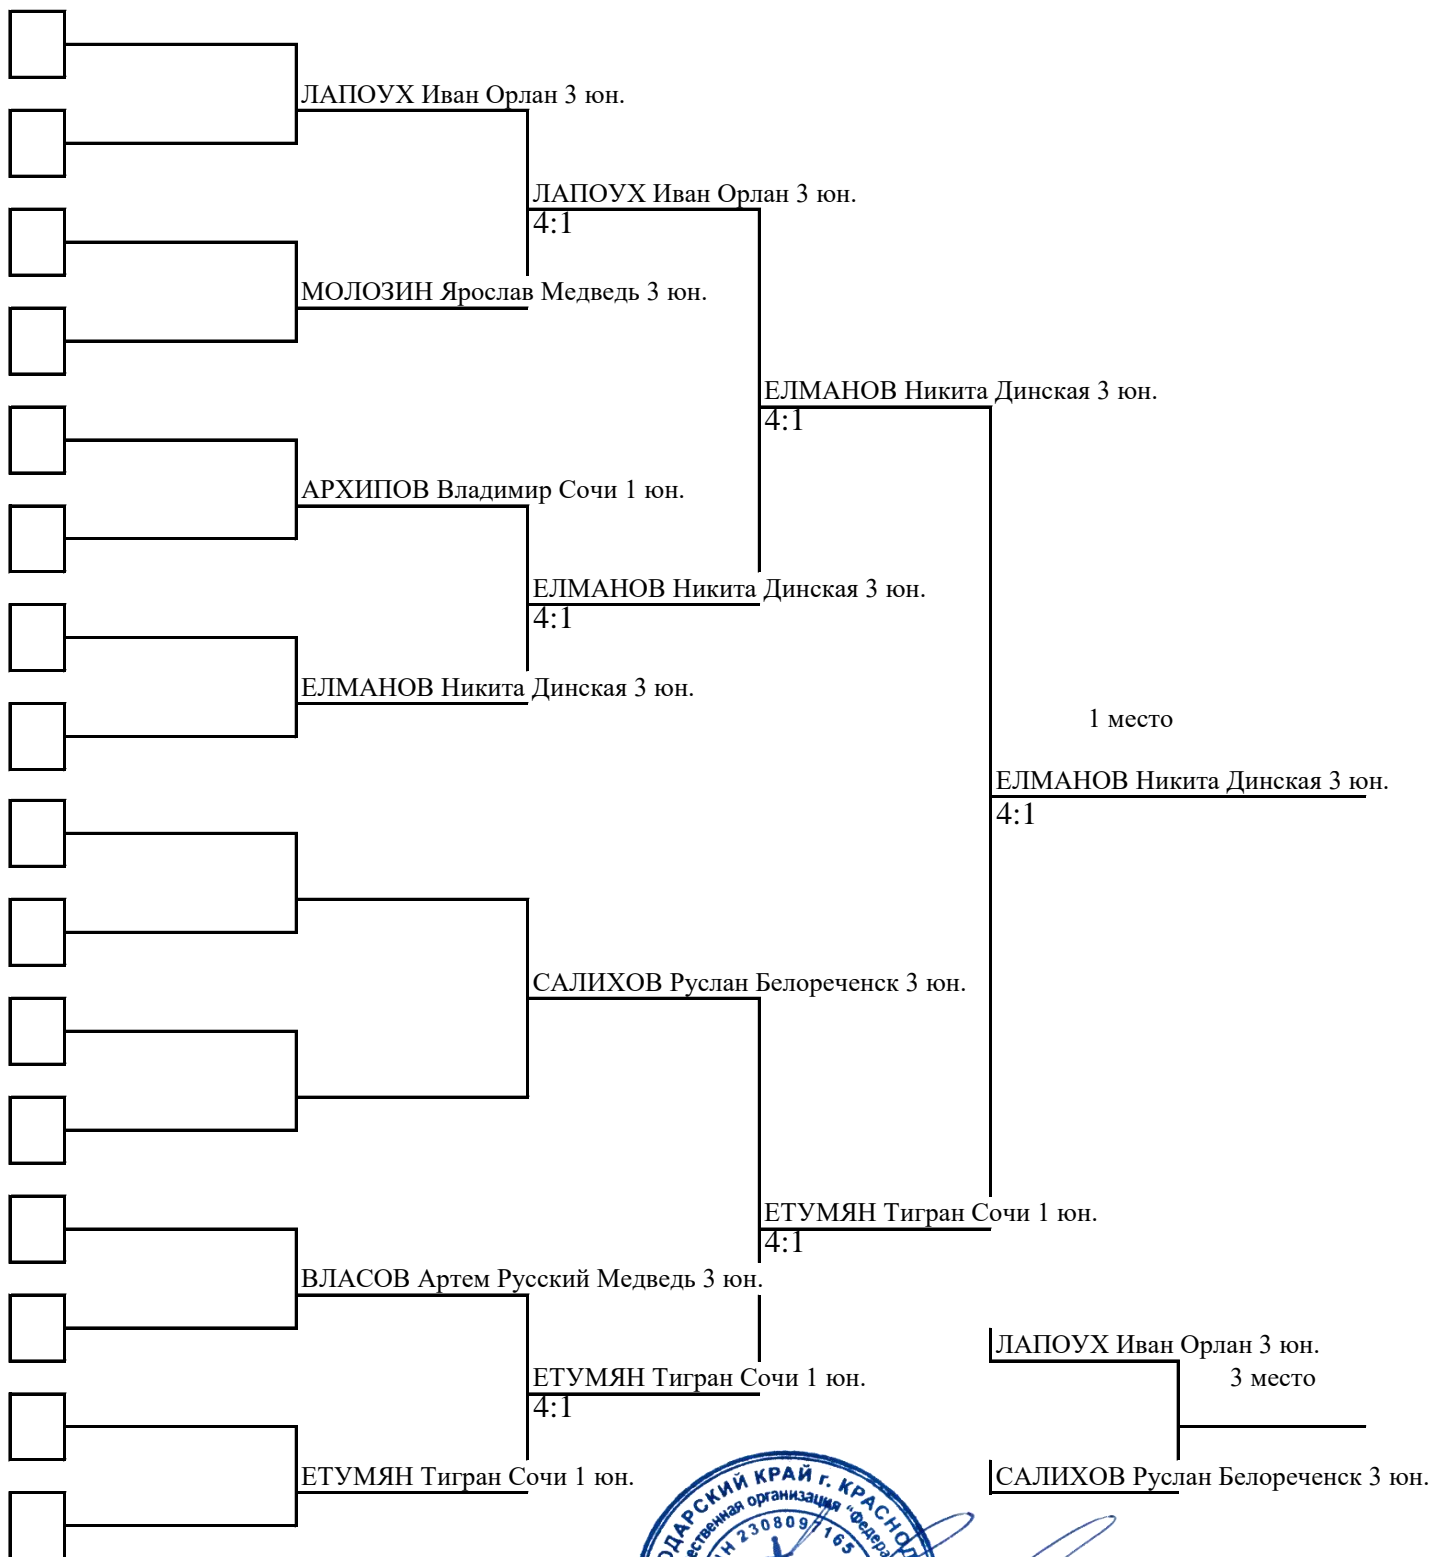 ЛАПОУХ Иван Орлан 3 юн.
ЛАПОУХ Иван Орлан 3 юн.
4:1
МОЛОЗИН Ярослав Медведь 3 юн.
ЕЛМАНОВ Никита Динская 3 юн.
4:1
АРХИПОВ Владимир Сочи 1 юн.
ЕЛМАНОВ Никита Динская 3 юн.
4:1
ЕЛМАНОВ Никита Динская 3 юн.
1 место
ЕЛМАНОВ Никита Динская 3 юн.
4:1
САЛИХОВ Руслан Белореченск 3 юн.
ЕТУМЯН Тигран Сочи 1 юн.
4:1
ВЛАСОВ Артем Русский Медведь 3 юн.
ЛАПОУХ Иван Орлан 3 юн.
3 место
ЕТУМЯН Тигран Сочи 1 юн.
4:1
ЕТУМЯН Тигран Сочи 1 юн.
САЛИХОВ Руслан Белореченск 3 юн.
КРАЙ г.
организация